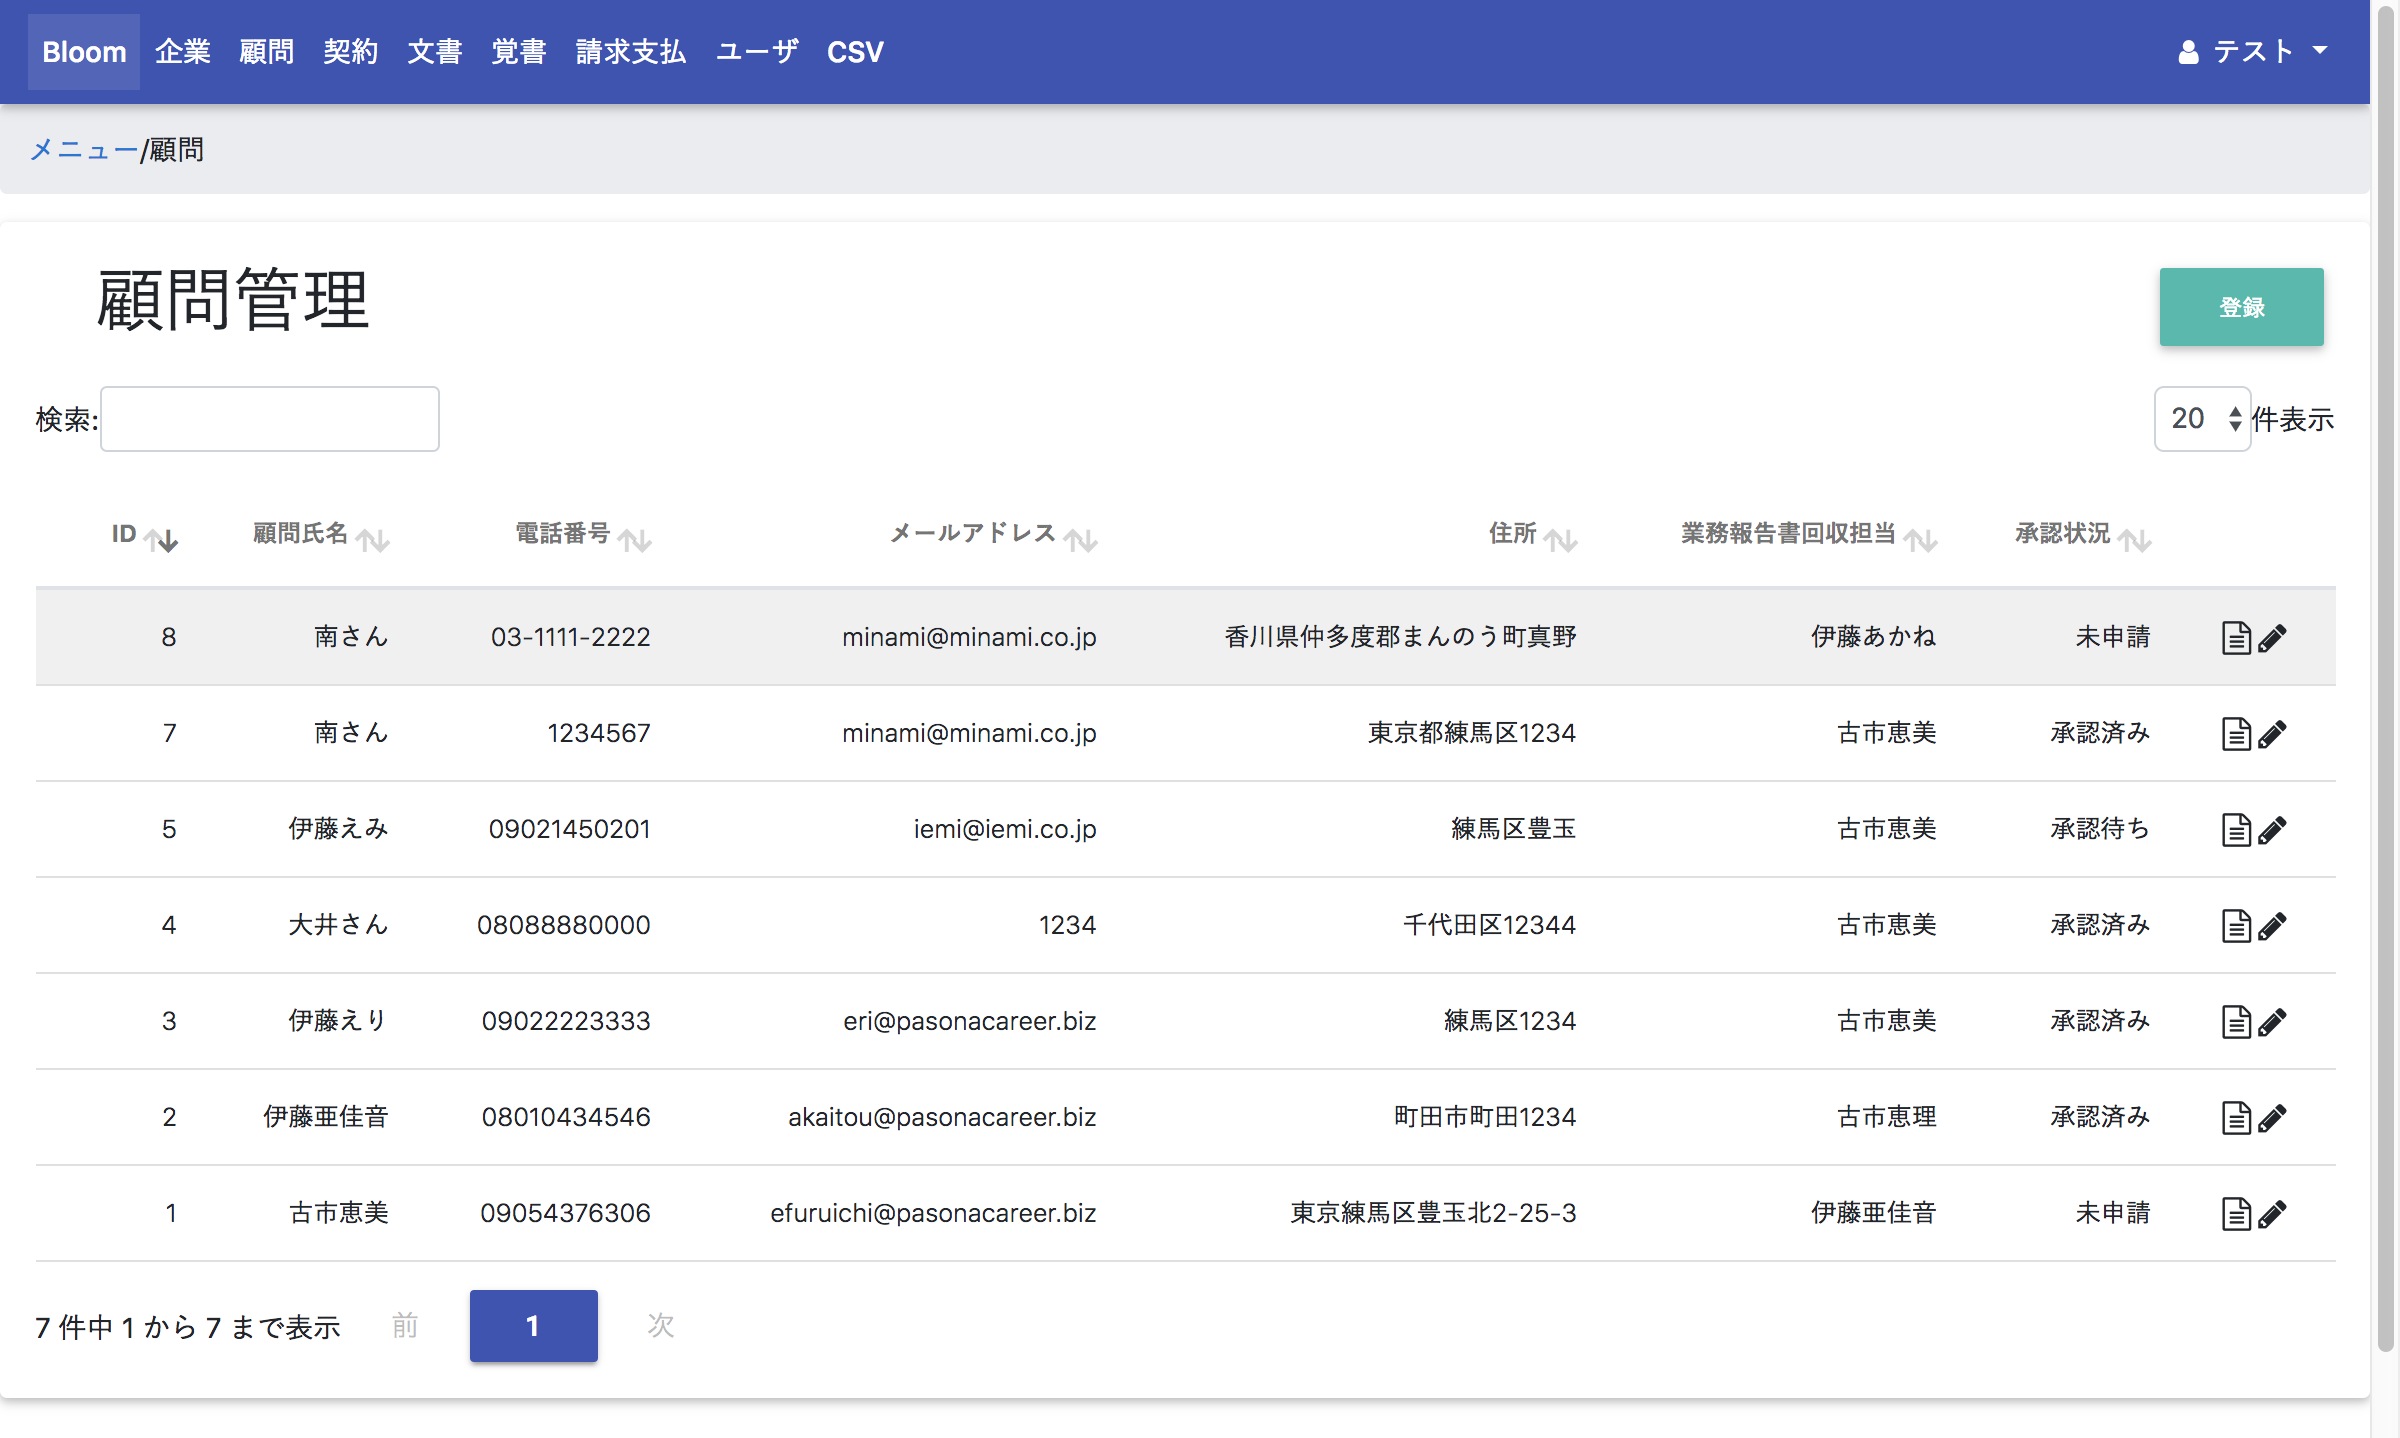 Bloom 企業 顧問 契約 文書 覚書 請求支払 ユーザ CSV テスト
メニュー/顧問
顧問管理
登録
検索: 20 件表示
ID 顧問氏名 電話番号 メールアドレス 住所 業務報告書回収担当 承認状況
8 南さん 03-1111-2222 minami@minami.co.jp 香川県仲多度郡まんのう町真野 伊藤あかね 未申請
7 南さん 1234567 minami@minami.co.jp 東京都練馬区1234 古市恵美 承認済み
5 伊藤えみ 09021450201 iemi@iemi.co.jp 練馬区豊玉 古市恵美 承認待ち
4 大井さん 08088880000 1234 千代田区12344 古市恵美 承認済み
3 伊藤えり 09022223333 eri@pasonacareer.biz 練馬区1234 古市恵美 承認済み
2 伊藤亜佳音 08010434546 akaitou@pasonacareer.biz 町田市町田1234 古市恵理 承認済み
1 古市恵美 09054376306 efuruichi@pasonacareer.biz 東京練馬区豊玉北2-25-3 伊藤亜佳音 未申請
7 件中 1 から 7 まで表示 前 1 次